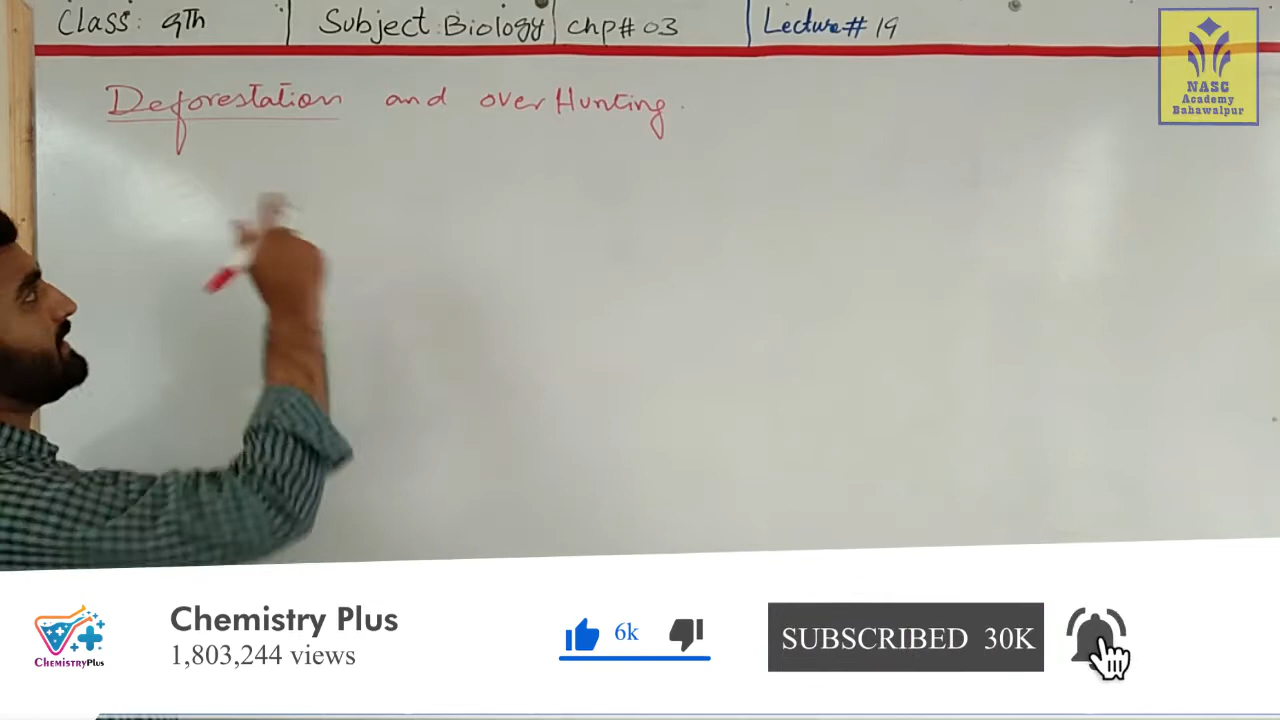 Class: 9Th | Subject: Biology | Chp# 03 | Lecture# 19
NASC
Academy
Bahawalpur
Deforestation and over Hunting.
Chemistry Plus
1,803,244 views
6k
SUBSCRIBED 30K
ChemistryPlus